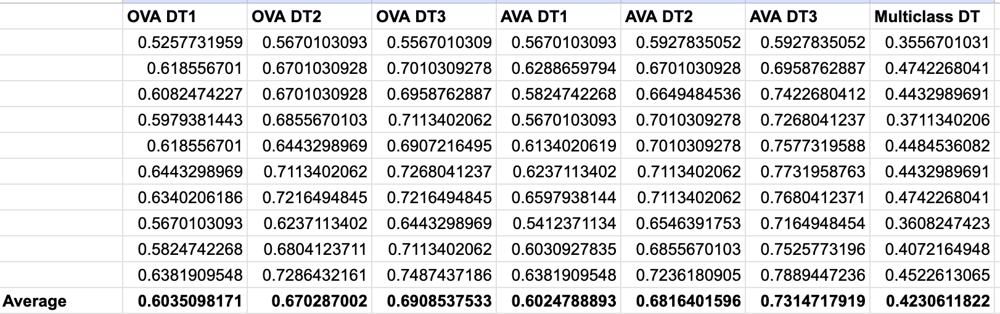 OVA DT1 OVA DT2 OVA DT3 AVA DT1 AVA DT2 AVA DT3 Multiclass DT
0.5257731959 0.5670103093 0.5567010309 0.5670103093 0.5927835052 0.5927835052 0.3556701031
0.618556701 0.6701030928 0.7010309278 0.6288659794 0.6701030928 0.6958762887 0.4742268041
0.6082474227 0.6701030928 0.6958762887 0.5824742268 0.6649484536 0.7422680412 0.4432989691
0.5979381443 0.6855670103 0.7113402062 0.5670103093 0.7010309278 0.7268041237 0.3711340206
0.618556701 0.6443298969 0.6907216495 0.6134020619 0.7010309278 0.7577319588 0.4484536082
0.6443298969 0.7113402062 0.7268041237 0.6237113402 0.7113402062 0.7731958763 0.4432989691
0.6340206186 0.7216494845 0.7216494845 0.6597938144 0.7113402062 0.7680412371 0.4742268041
0.5670103093 0.6237113402 0.6443298969 0.5412371134 0.6546391753 0.7164948454 0.3608247423
0.5824742268 0.6804123711 0.7113402062 0.6030927835 0.6855670103 0.7525773196 0.4072164948
0.6381909548 0.7286432161 0.7487437186 0.6381909548 0.7236180905 0.7889447236 0.4522613065
Average 0.6035098171 0.670287002 0.6908537533 0.6024788893 0.6816401596 0.7314717919 0.4230611822